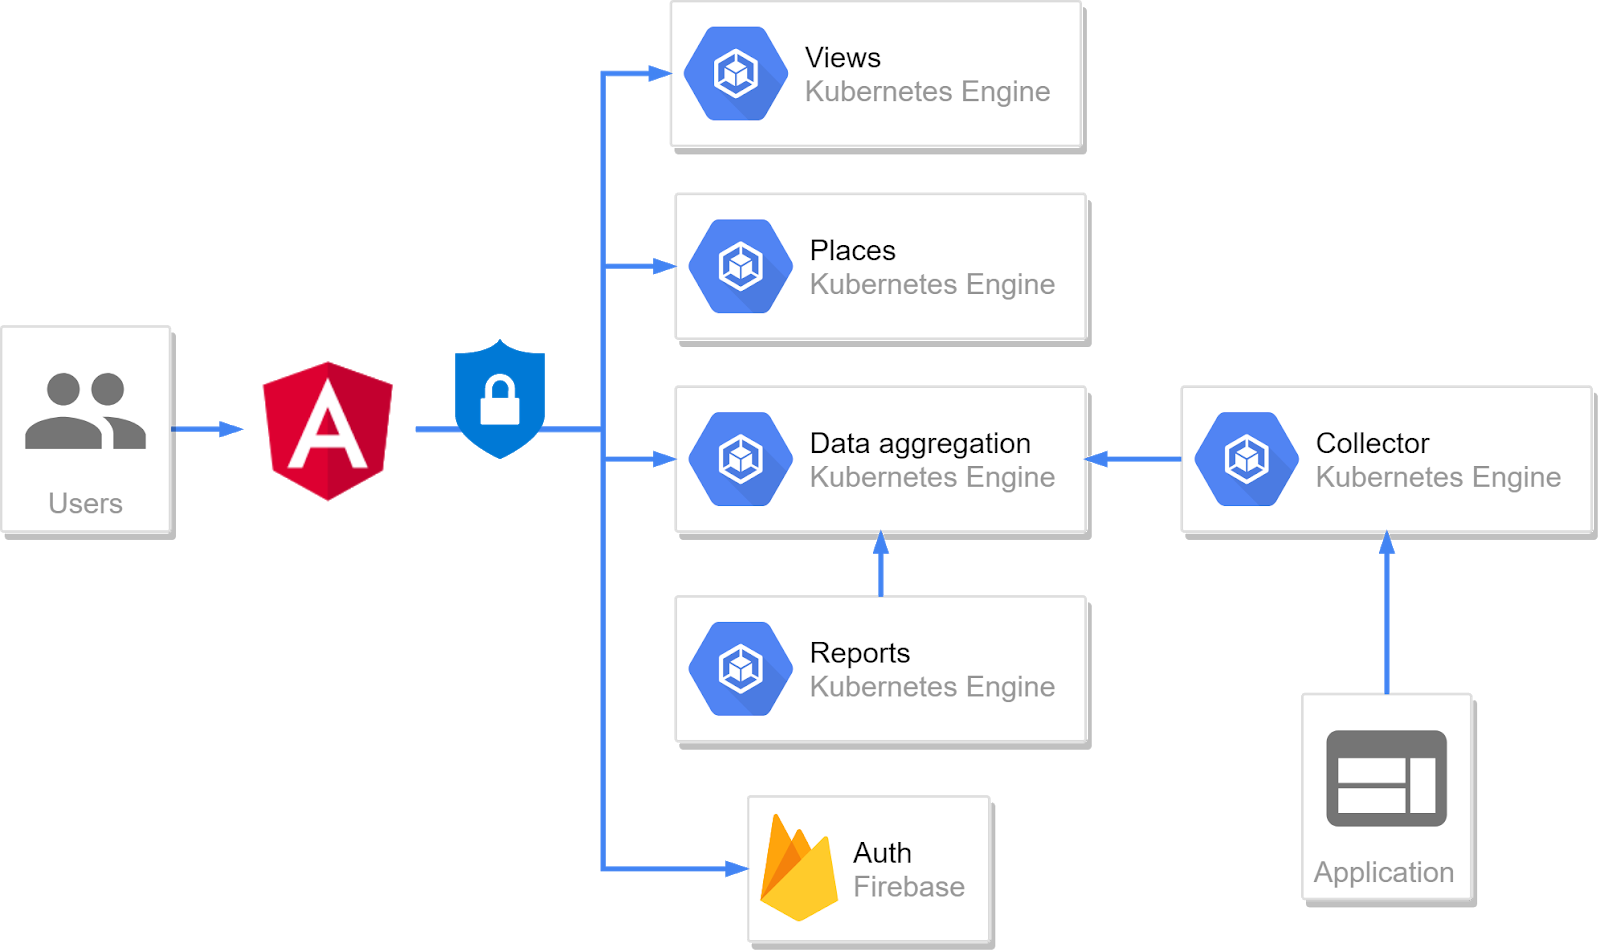 Views
Kubernetes Engine
Places
Kubernetes Engine
Users
A
Data aggregation
Kubernetes Engine
Collector
Kubernetes Engine
Reports
Kubernetes Engine
Auth
Firebase
Application